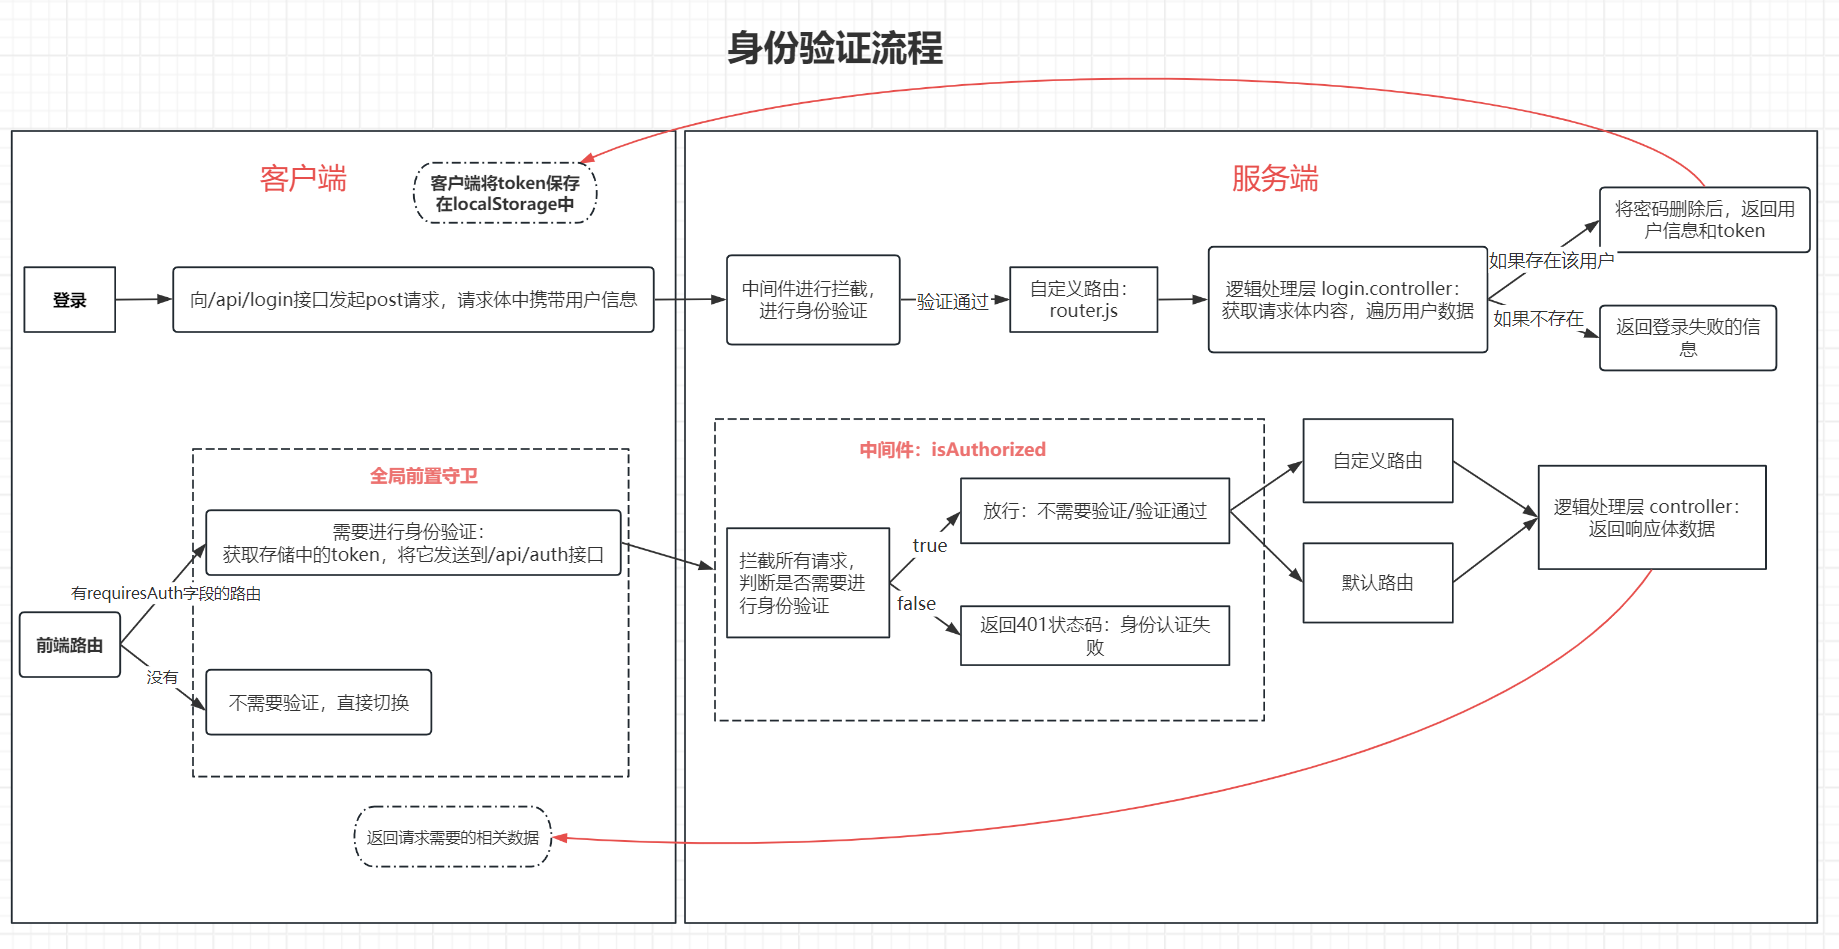 身份验证流程
客户端
服务端
客户端将token保存
在localStorage中
将密码删除后，返回用
户信息和token
登录
向/api/login接口发起post请求，请求体中携带用户信息
中间件进行拦截，
进行身份验证
验证通过
自定义路由：
router.js
逻辑处理层 login.controller：
获取请求体内容，遍历用户数据
如果存在该用户
如果不存在
返回登录失败的信
息
全局前置守卫
需要进行身份验证：
获取存储中的token，将它发送到/api/auth接口
有requiresAuth字段的路由
前端路由
没有
不需要验证，直接切换
中间件：isAuthorized
拦截所有请求，
判断是否需要进
行身份验证
true
false
放行：不需要验证/验证通过
返回401状态码：身份认证失
败
自定义路由
默认路由
逻辑处理层 controller：
返回响应体数据
返回请求需要的相关数据